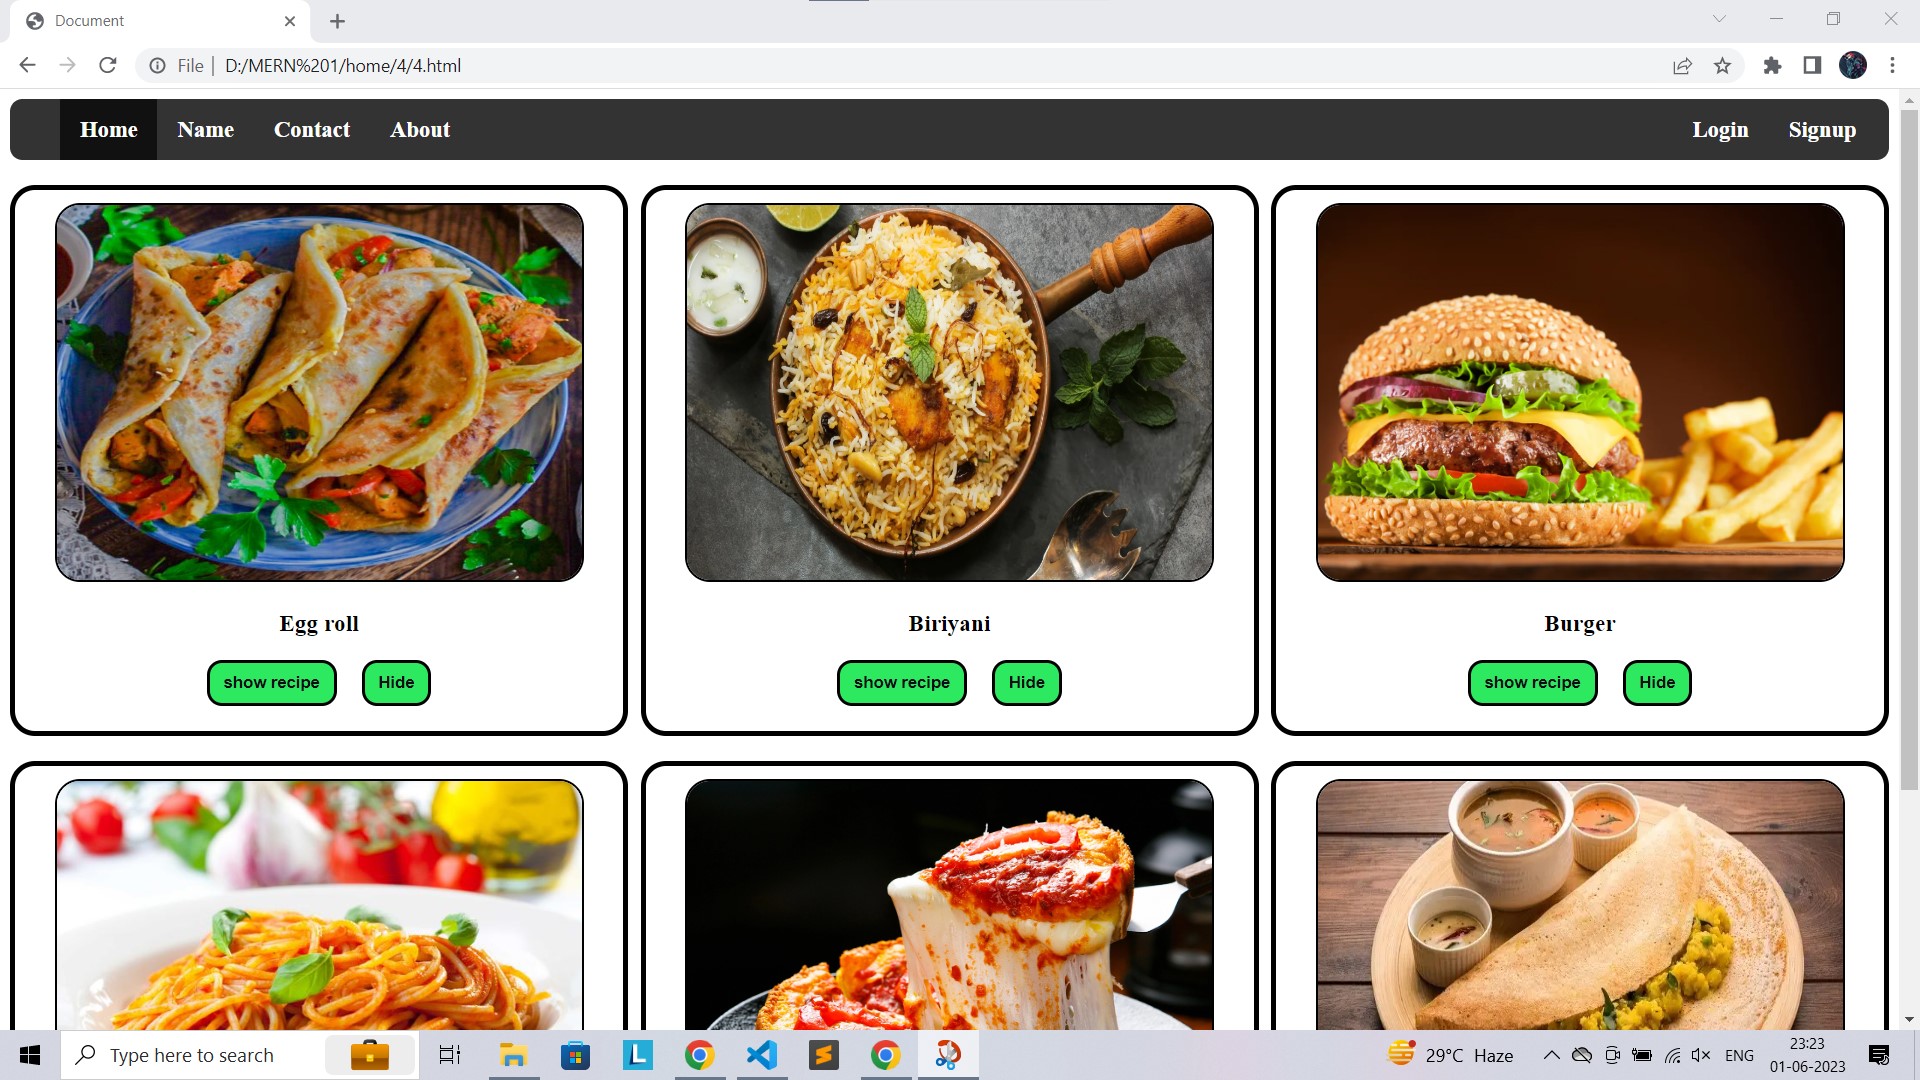 Document
File | D:/MERN%201/home/4/4.html
Home Name Contact About Login Signup
Egg roll Biriyani Burger
show recipe Hide show recipe Hide show recipe Hide
Type here to search L S 29°C Haze ENG 23:23
01-06-2023